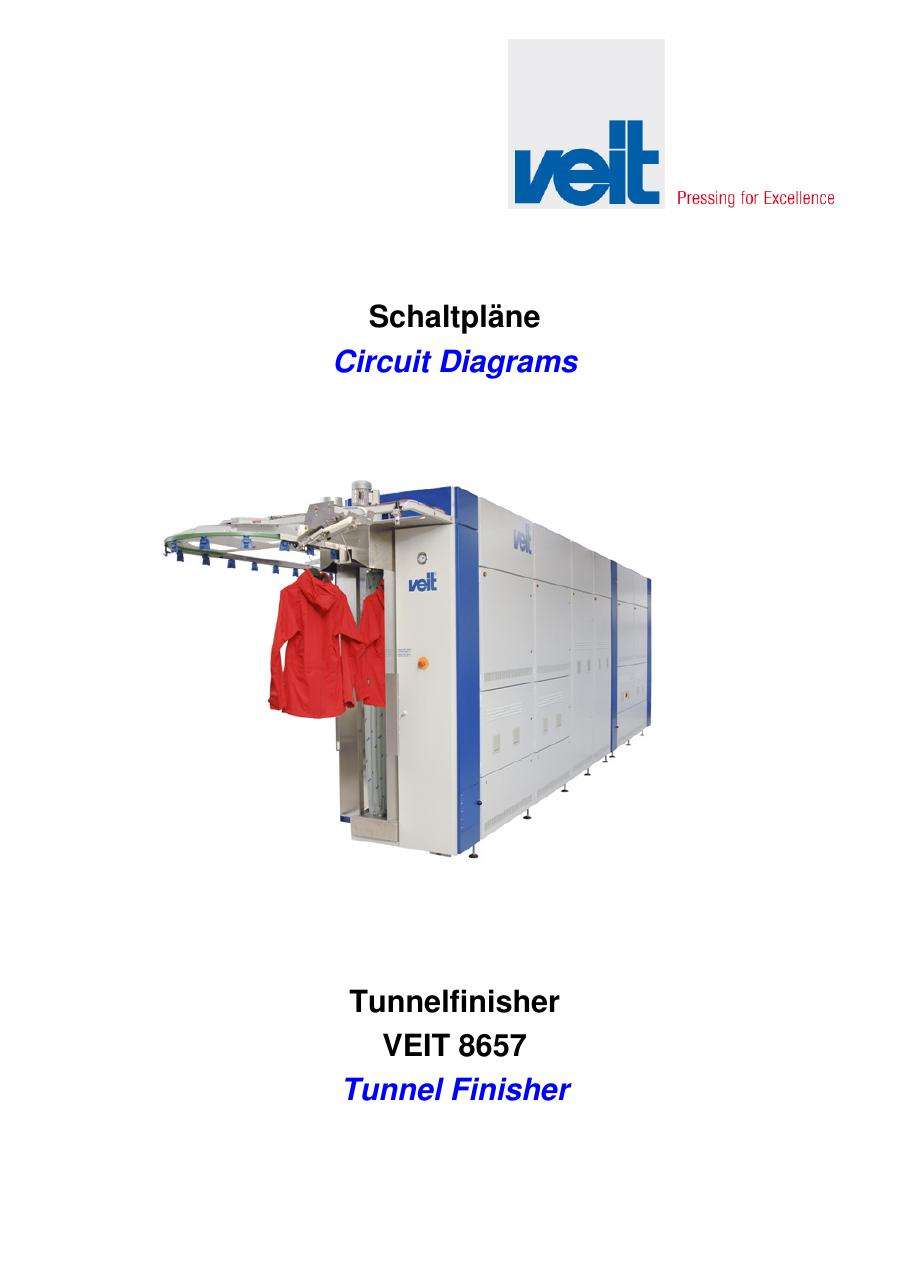 veit
Pressing for Excellence
Schaltpläne
Circuit Diagrams
veit
veit
Tunnelfinisher
VEIT 8657
Tunnel Finisher